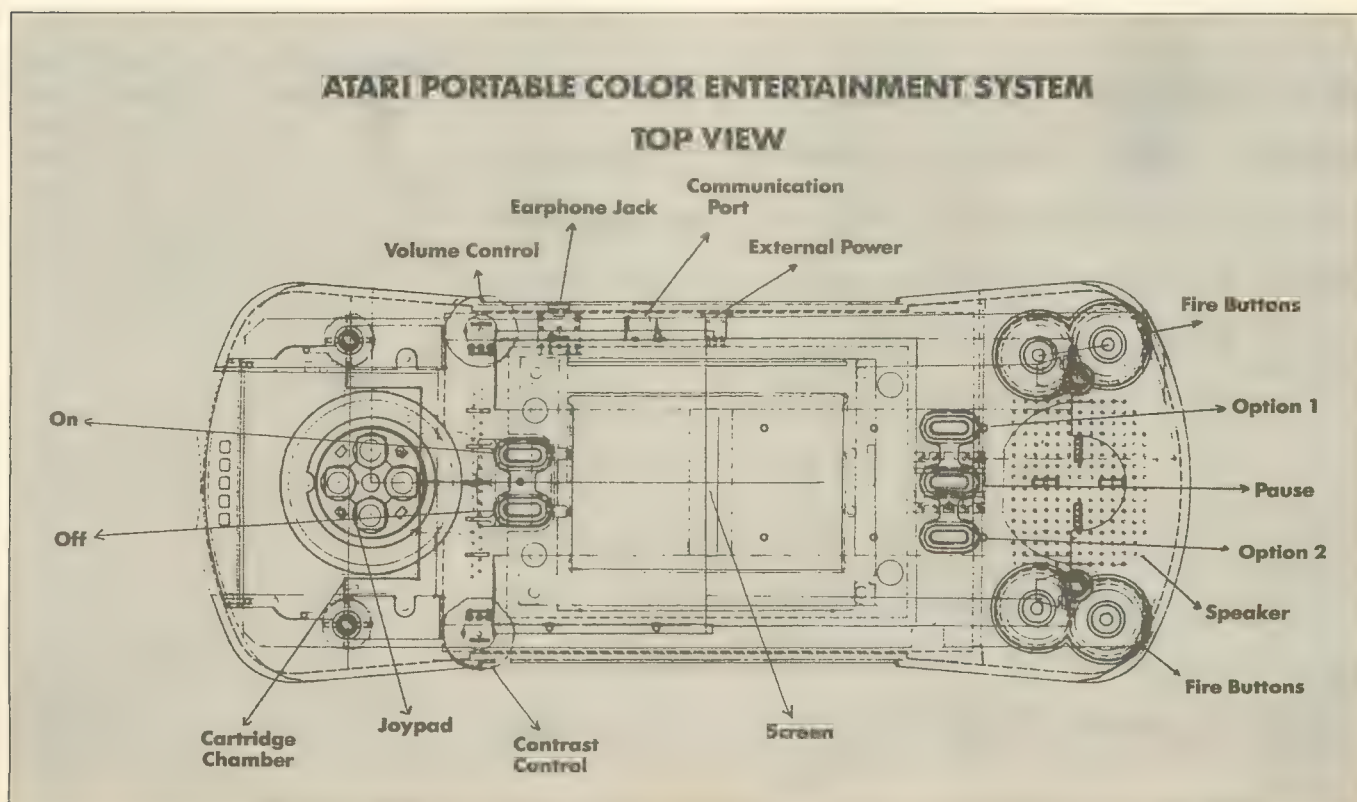 ATARI PORTABLE COLOR ENTERTAINMENT SYSTEM
TOP VIEW
Communication
Port
Earphone Jack
Volume Control
External Power
Fire Buttons
On
Option 1
Pause
Off
Option 2
Speaker
Fire Buttons
Joypad
Cartridge
Chamber
Contrast
Control
Screen